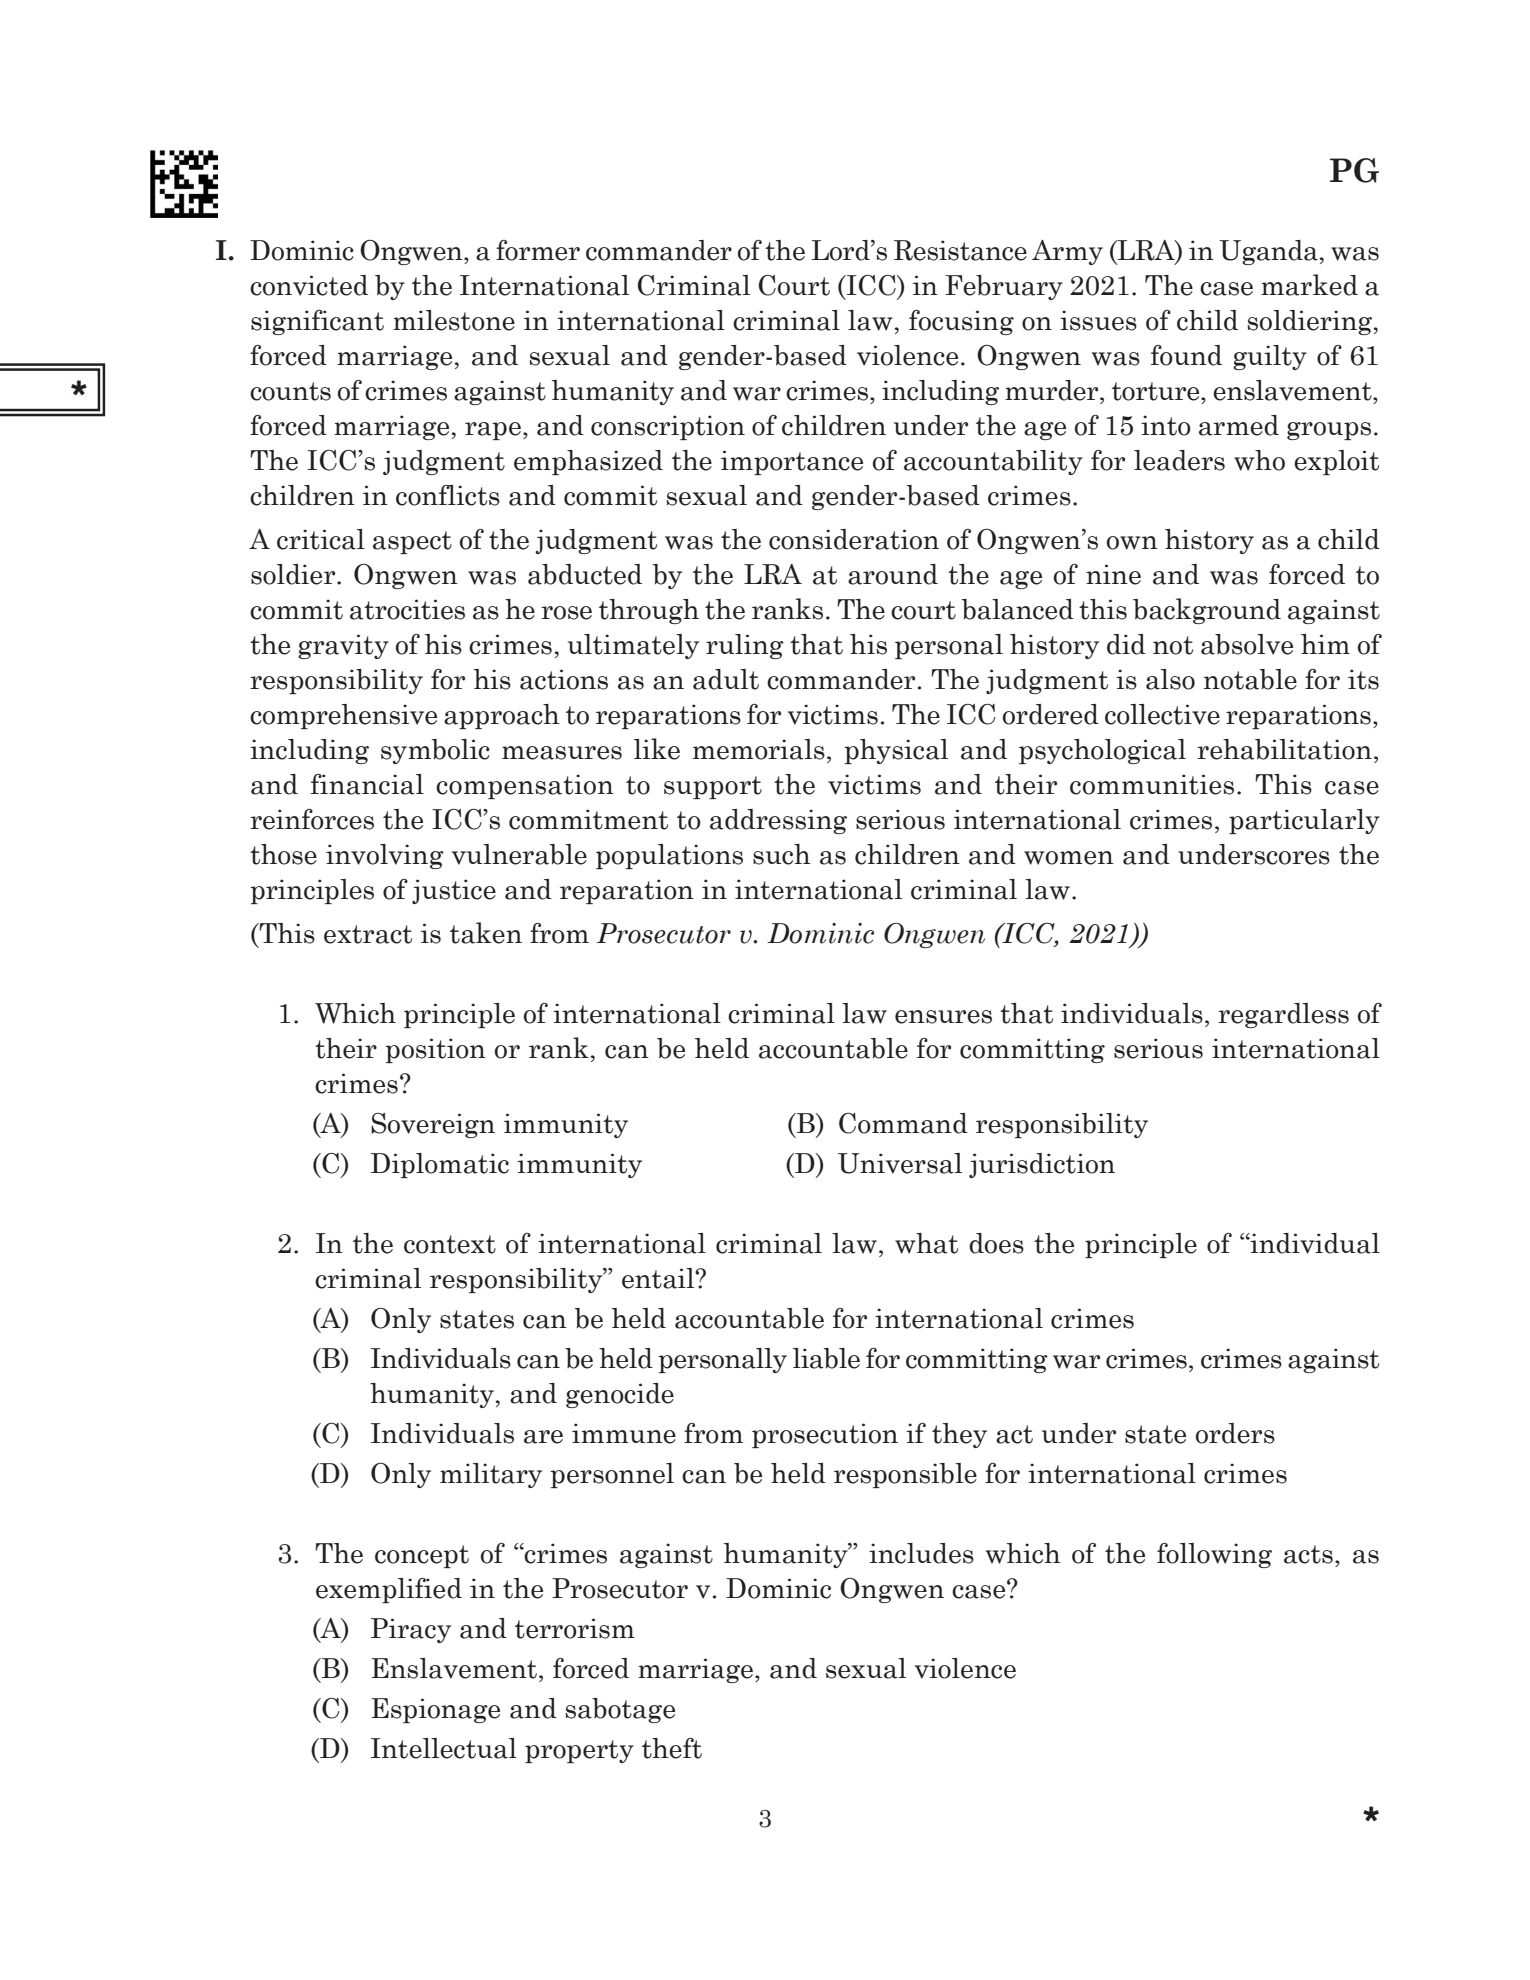 PG
I. Dominic Ongwen, a former commander of the Lord’s Resistance Army (LRA) in Uganda, was
convicted by the International Criminal Court (ICC) in February 2021. The case marked a
significant milestone in international criminal law, focusing on issues of child soldiering,
forced marriage, and sexual and gender-based violence. Ongwen was found guilty of 61
*
counts of crimes against humanity and war crimes, including murder, torture, enslavement,
forced marriage, rape, and conscription of children under the age of 15 into armed groups.
The ICC’s judgment emphasized the importance of accountability for leaders who exploit
children in conflicts and commit sexual and gender-based crimes.
A critical aspect of the judgment was the consideration of Ongwen’s own history as a child
soldier. Ongwen was abducted by the LRA at around the age of nine and was forced to
commit atrocities as he rose through the ranks. The court balanced this background against
the gravity of his crimes, ultimately ruling that his personal history did not absolve him of
responsibility for his actions as an adult commander. The judgment is also notable for its
comprehensive approach to reparations for victims. The ICC ordered collective reparations,
including symbolic measures like memorials, physical and psychological rehabilitation,
and financial compensation to support the victims and their communities. This case
reinforces the ICC’s commitment to addressing serious international crimes, particularly
those involving vulnerable populations such as children and women and underscores the
principles of justice and reparation in international criminal law.
(This extract is taken from Prosecutor v. Dominic Ongwen (ICC, 2021))
1. Which principle of international criminal law ensures that individuals, regardless of
their position or rank, can be held accountable for committing serious international
crimes?
(A) Sovereign immunity (B) Command responsibility
(C) Diplomatic immunity (D) Universal jurisdiction
2. In the context of international criminal law, what does the principle of “individual
criminal responsibility” entail?
(A) Only states can be held accountable for international crimes
(B) Individuals can be held personally liable for committing war crimes, crimes against
humanity, and genocide
(C) Individuals are immune from prosecution if they act under state orders
(D) Only military personnel can be held responsible for international crimes
3. The concept of “crimes against humanity” includes which of the following acts, as
exemplified in the Prosecutor v. Dominic Ongwen case?
(A) Piracy and terrorism
(B) Enslavement, forced marriage, and sexual violence
(C) Espionage and sabotage
(D) Intellectual property theft
3 *